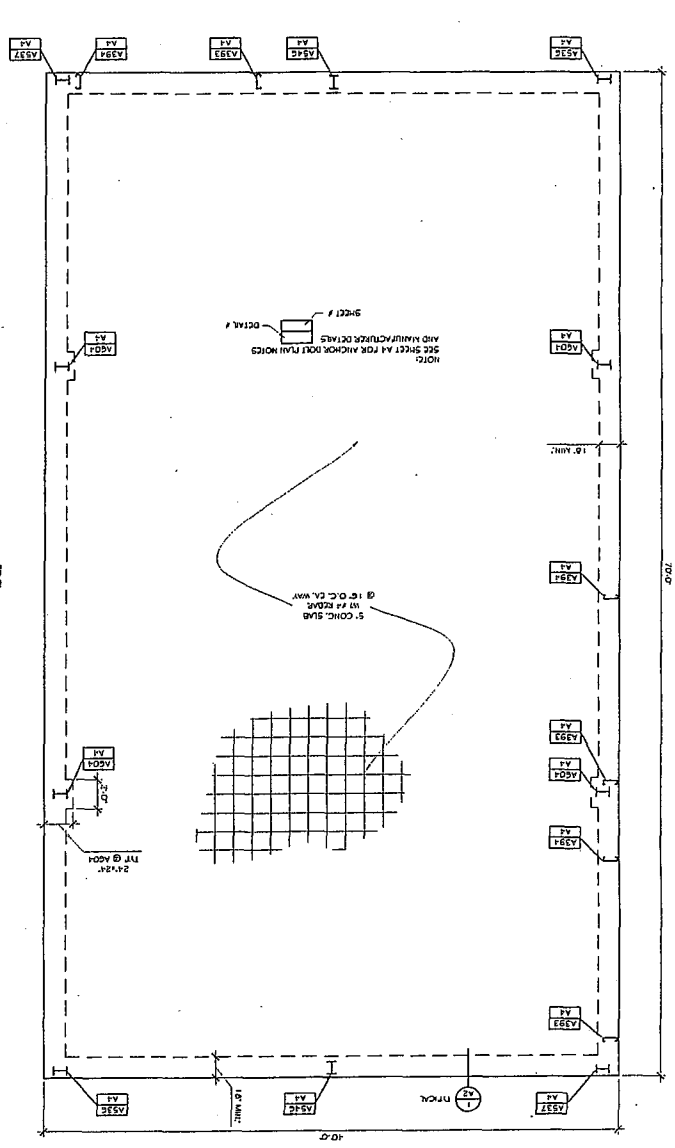 40'-0"
A537
A4
1
A2
TYPICAL
A546
A4
18" MIN.
A536
A4
A393
A4
24"x24"
TYP @ A604
A394
A4
2'-0"
A604
A4
A604
A4
A393
A4
5" CONC. SLAB
W/ #4 REBAR
@ 16" O.C. EA. WAY
A394
A4
70'-0"
18" MIN.
NOTE:
SEE SHEET A4 FOR ANCHOR BOLT PLAN NOTES
AND MANUFACTURER DETAILS
DETAIL #
SHEET #
A604
A4
A604
A4
A536
A4
A546
A4
A393
A4
A394
A4
A537
A4